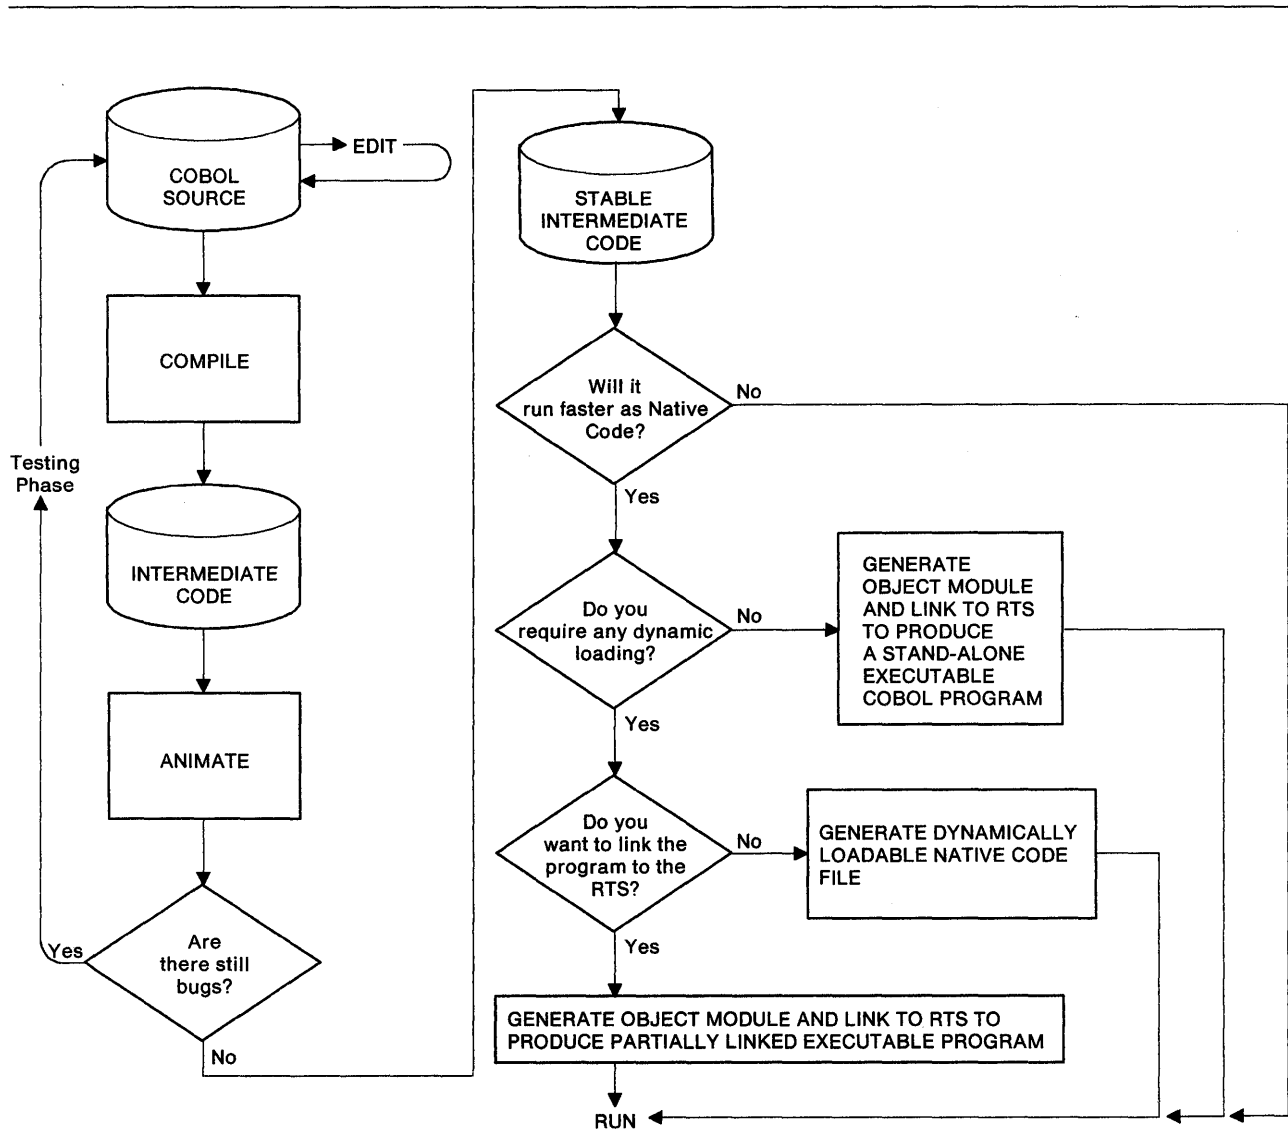 COBOL
SOURCE
EDIT
COMPILE
Testing
Phase
INTERMEDIATE
CODE
ANIMATE
Are
there still
bugs?
Yes
No
STABLE
INTERMEDIATE
CODE
Will it
run faster as Native
Code?
No
Yes
Do you
require any dynamic
loading?
No
GENERATE
OBJECT MODULE
AND LINK TO RTS
TO PRODUCE
A STAND-ALONE
EXECUTABLE
COBOL PROGRAM
Yes
Do you
want to link the
program to the
RTS?
No
GENERATE DYNAMICALLY
LOADABLE NATIVE CODE
FILE
Yes
GENERATE OBJECT MODULE AND LINK TO RTS TO
PRODUCE PARTIALLY LINKED EXECUTABLE PROGRAM
RUN